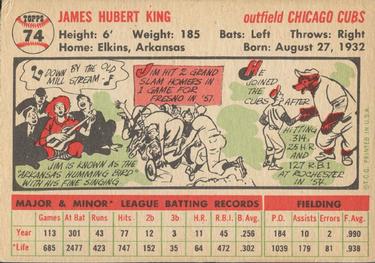 TOPPS
74
JAMES HUBERT KING
outfield CHICAGO CUBS
Height: 6' Weight: 185 Bats: Left Throws: Right
Home: Elkins, Arkansas Born: August 27, 1932
DOWN BY THE OLD
MILL STREAM
JIM IS KNOWN AS THE
ARKANSAS HUMMING BIRD
WITH HIS FINE SINGING
JIM HIT 2 GRAND
SLAM HOMERS IN
1 GAME FOR
FRESNO IN '51.
HE
JOINED
THE
CUBS
AFTER
HITTING
.314,
25 H.R.
AND
127 R.B.I.
AT ROCHESTER
IN '54.
©T.C.G. PRINTED IN U.S.A.
MAJOR & MINOR* LEAGUE BATTING RECORDS FIELDING
Games At Bat Runs Hits 2b 3b H.R. R.B.I. B.Avg. P.O. Assists Errors F. Avg.
Year 113 301 43 77 12 3 11 45 .256 184 10 2 .990
*Life 685 2477 423 747 122 35 64 472 .302 1039 179 81 .938